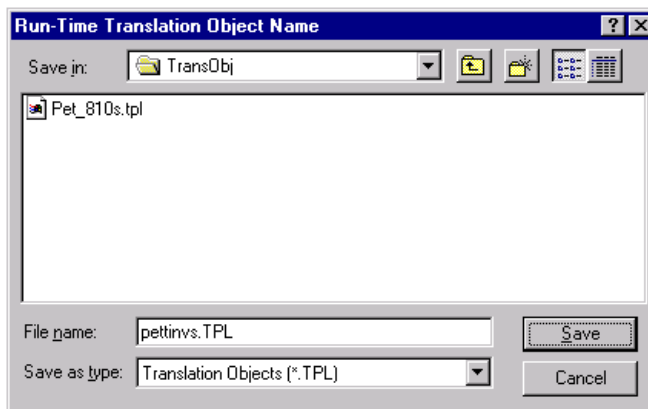 Run-Time Translation Object Name
Save in: TransObj
Pet_810s.tpl
File name: pettinvs.TPL Save
Save as type: Translation Objects (*.TPL) Cancel